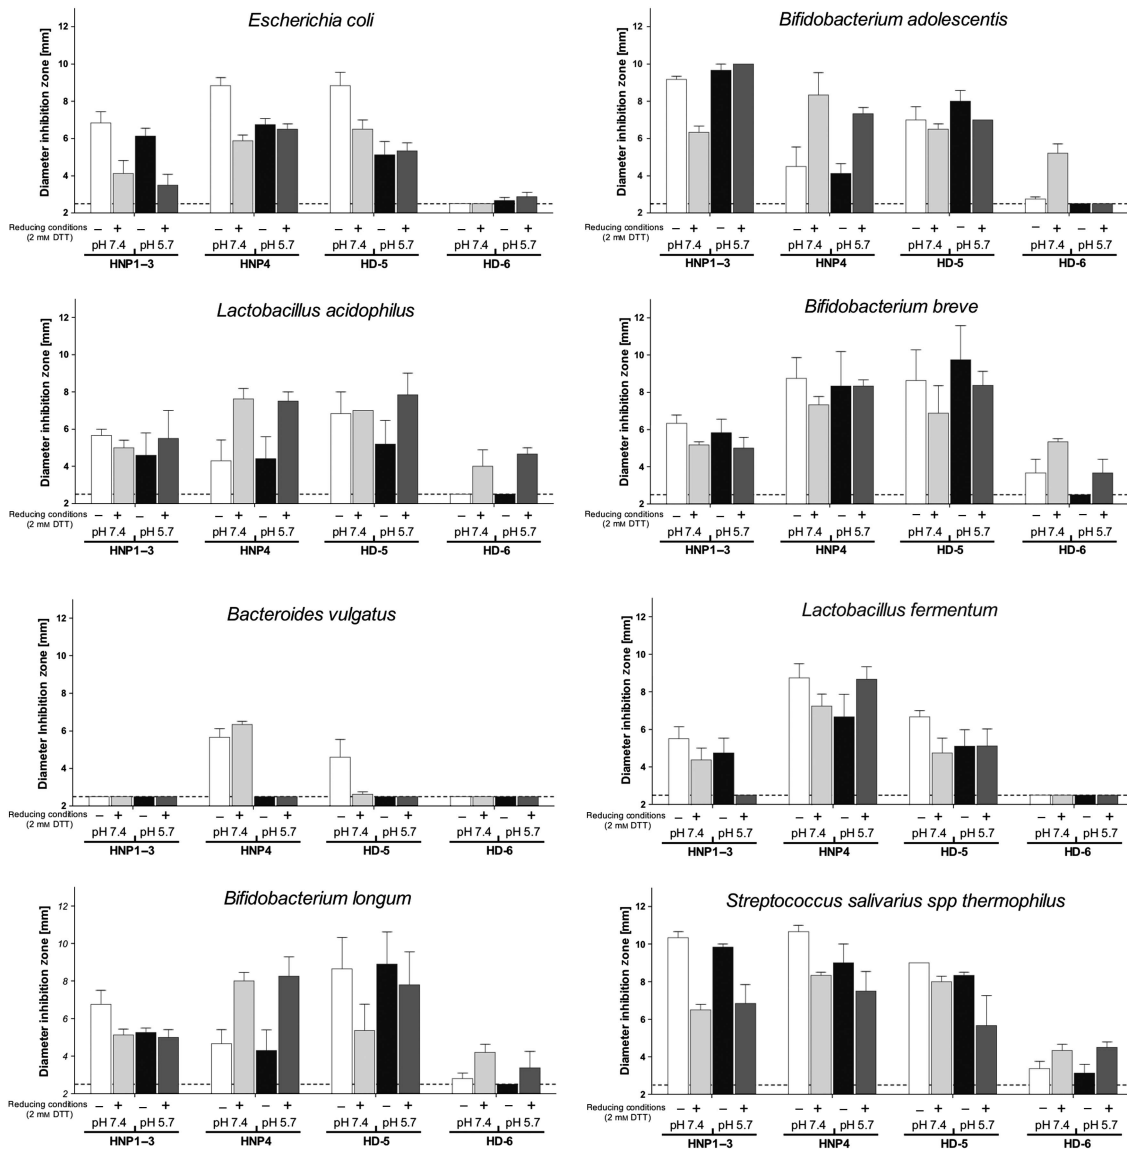 Escherichia coli
Diameter inhibition zone [mm]
12
10
8
6
4
2
Reducing conditions – + – + – + – + – + – + – + – +
(2 mM DTT)
pH 7.4 pH 5.7 pH 7.4 pH 5.7 pH 7.4 pH 5.7 pH 7.4 pH 5.7
HNP1–3 HNP4 HD-5 HD-6
Bifidobacterium adolescentis
Diameter inhibition zone [mm]
12
10
8
6
4
2
Reducing conditions – + – + – + – + – + – + – + – +
(2 mM DTT)
pH 7.4 pH 5.7 pH 7.4 pH 5.7 pH 7.4 pH 5.7 pH 7.4 pH 5.7
HNP1–3 HNP4 HD-5 HD-6
Lactobacillus acidophilus
Diameter inhibition zone [mm]
12
10
8
6
4
2
Reducing conditions – + – + – + – + – + – + – + – +
(2 mM DTT)
pH 7.4 pH 5.7 pH 7.4 pH 5.7 pH 7.4 pH 5.7 pH 7.4 pH 5.7
HNP1–3 HNP4 HD-5 HD-6
Bifidobacterium breve
Diameter inhibition zone [mm]
12
10
8
6
4
2
Reducing conditions – + – + – + – + – + – + – + – +
(2 mM DTT)
pH 7.4 pH 5.7 pH 7.4 pH 5.7 pH 7.4 pH 5.7 pH 7.4 pH 5.7
HNP1–3 HNP4 HD-5 HD-6
Bacteroides vulgatus
Diameter inhibition zone [mm]
12
10
8
6
4
2
Reducing conditions – + – + – + – + – + – + – + – +
(2 mM DTT)
pH 7.4 pH 5.7 pH 7.4 pH 5.7 pH 7.4 pH 5.7 pH 7.4 pH 5.7
HNP1–3 HNP4 HD-5 HD-6
Lactobacillus fermentum
Diameter inhibition zone [mm]
12
10
8
6
4
2
Reducing conditions – + – + – + – + – + – + – + – +
(2 mM DTT)
pH 7.4 pH 5.7 pH 7.4 pH 5.7 pH 7.4 pH 5.7 pH 7.4 pH 5.7
HNP1–3 HNP4 HD-5 HD-6
Bifidobacterium longum
Diameter inhibition zone [mm]
12
10
8
6
4
2
Reducing conditions – + – + – + – + – + – + – + – +
(2 mM DTT)
pH 7.4 pH 5.7 pH 7.4 pH 5.7 pH 7.4 pH 5.7 pH 7.4 pH 5.7
HNP1–3 HNP4 HD-5 HD-6
Streptococcus salivarius spp thermophilus
Diameter inhibition zone [mm]
12
10
8
6
4
2
Reducing conditions – + – + – + – + – + – + – + – +
(2 mM DTT)
pH 7.4 pH 5.7 pH 7.4 pH 5.7 pH 7.4 pH 5.7 pH 7.4 pH 5.7
HNP1–3 HNP4 HD-5 HD-6